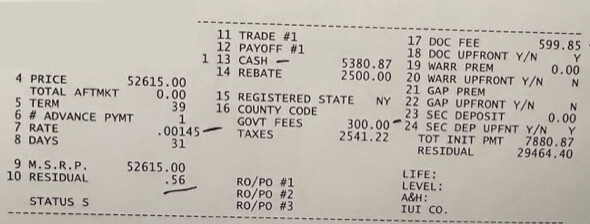 11 TRADE #1
12 PAYOFF #1
1 13 CASH 5380.87
14 REBATE 2500.00
15 REGISTERED STATE NY
16 COUNTY CODE
GOVT FEES 300.00
TAXES 2541.22
RO/PO #1
RO/PO #2
RO/PO #3
4 PRICE 52615.00
TOTAL AFTMKT 0.00
5 TERM 39
6 # ADVANCE PYMT 1
7 RATE .00145
8 DAYS 31
9 M.S.R.P. 52615.00
10 RESIDUAL .56
STATUS S
17 DOC FEE 599.85
18 DOC UPFRONT Y/N Y
19 WARR PREM 0.00
20 WARR UPFRONT Y/N N
21 GAP PREM
22 GAP UPFRONT Y/N N
23 SEC DEPOSIT 0.00
24 SEC DEP UPFNT Y/N Y
TOT INIT PMT 7880.87
RESIDUAL 29464.40
LIFE:
LEVEL:
A&H:
IUI CO.